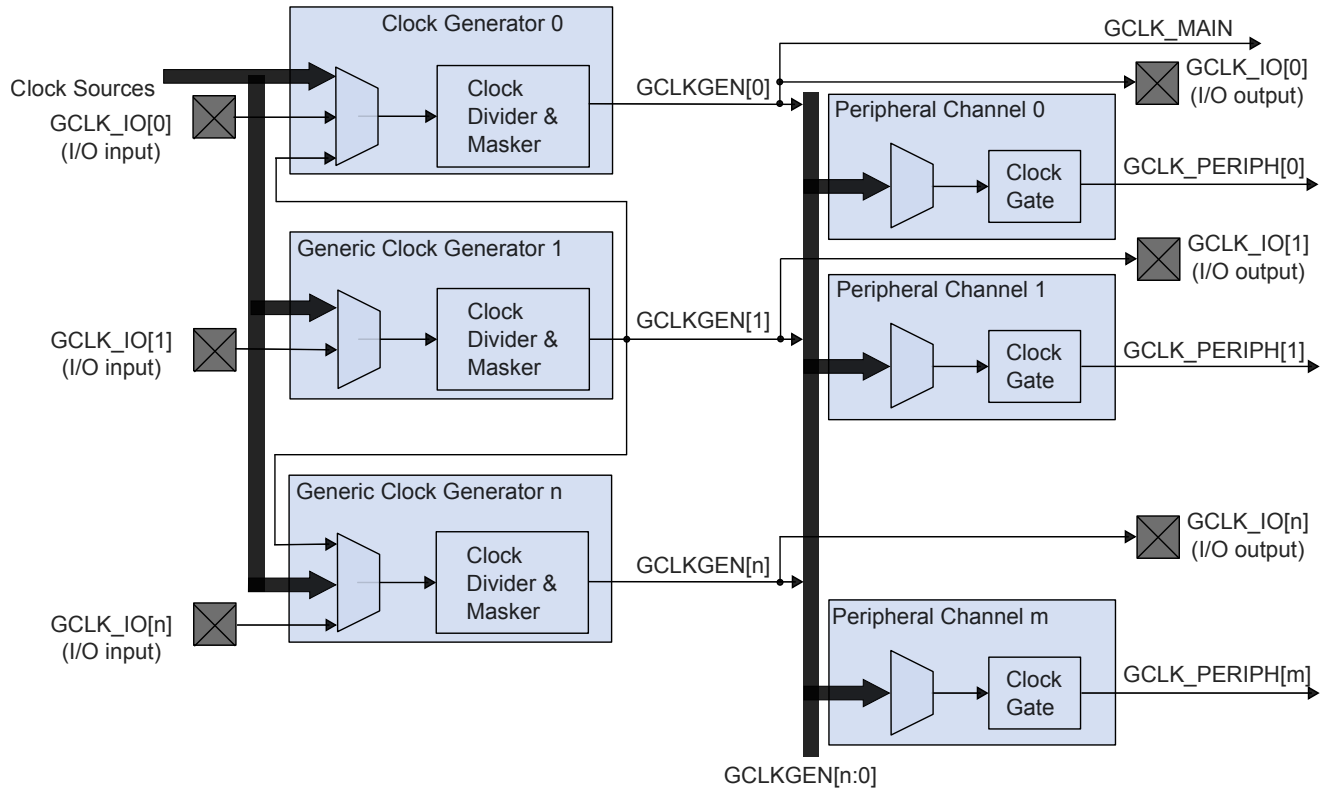 Clock Generator 0
GCLK_MAIN
Clock Sources
GCLK_IO[0]
(I/O input)
Clock
Divider &
Masker
GCLKGEN[0]
GCLK_IO[0]
(I/O output)
Peripheral Channel 0
Clock
Gate
GCLK_PERIPH[0]
Generic Clock Generator 1
GCLK_IO[1]
(I/O input)
Clock
Divider &
Masker
GCLKGEN[1]
GCLK_IO[1]
(I/O output)
Peripheral Channel 1
Clock
Gate
GCLK_PERIPH[1]
Generic Clock Generator n
GCLK_IO[n]
(I/O input)
Clock
Divider &
Masker
GCLKGEN[n]
GCLK_IO[n]
(I/O output)
Peripheral Channel m
Clock
Gate
GCLK_PERIPH[m]
GCLKGEN[n:0]